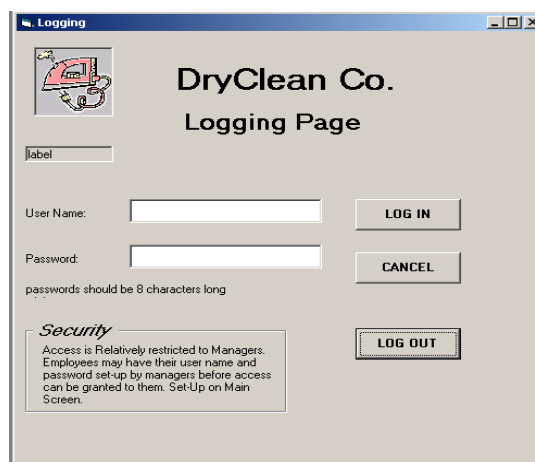 Logging
DryClean Co.
Logging Page
label
User Name:
LOG IN
Password:
CANCEL
passwords should be 8 characters long
Security
LOG OUT
Access is Relatively restricted to Managers.
Employees may have their user name and
password set-up by managers before access
can be granted to them. Set-Up on Main
Screen.